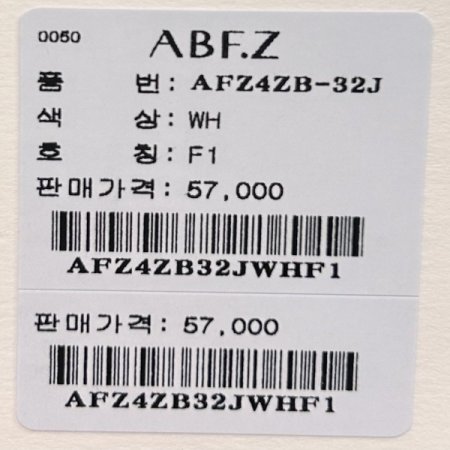 0050 ABF.Z
품 번: AFZ4ZB-32J
색 상: WH
호 칭: F1
판매가격: 57,000
AFZ4ZB32JWHF1
판매가격: 57,000
AFZ4ZB32JWHF1